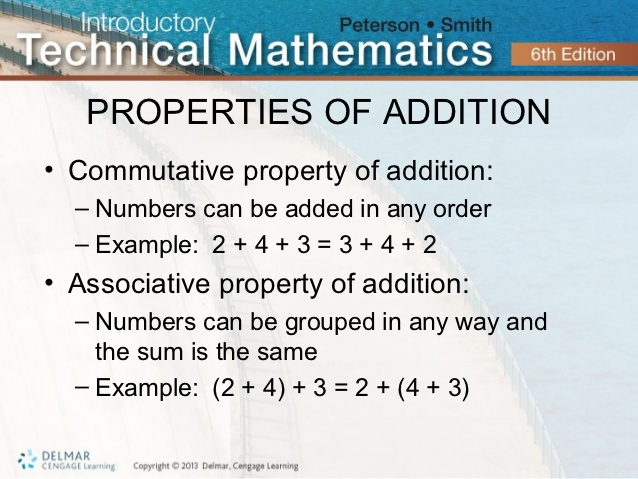 Introductory
Peterson • Smith
Technical Mathematics
6th Edition
PROPERTIES OF ADDITION
• Commutative property of addition:
– Numbers can be added in any order
– Example: 2 + 4 + 3 = 3 + 4 + 2
• Associative property of addition:
– Numbers can be grouped in any way and
the sum is the same
– Example: (2 + 4) + 3 = 2 + (4 + 3)
DELMAR
CENGAGE Learning
Copyright © 2013 Delmar, Cengage Learning